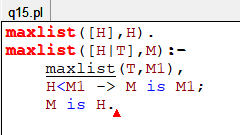 q15.pl
maxlist([H],H).
maxlist([H|T],M):-
maxlist(T,M1),
H<M1 -> M is M1;
M is H.